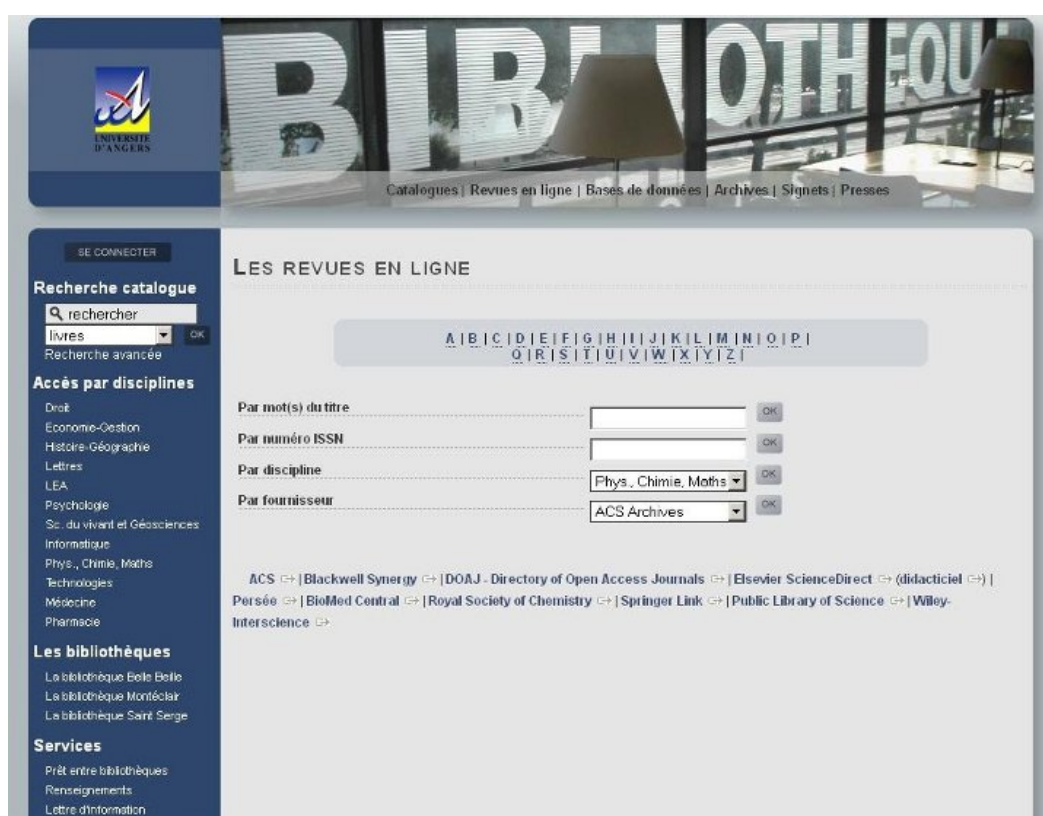 BIBLIOTHEQU
UNIVERSITE
D'ANGERS
Catalogues | Revues en ligne | Bases de données | Archives | Signets | Presses
SE CONNECTER
Recherche catalogue
rechercher
livres
OK
Recherche avancée
Accès par disciplines
Droit
Economie-Gestion
Histoire-Géographie
Lettres
LEA
Psychologie
Sc. du vivant et Géosciences
Informatique
Phys., Chimie, Maths
Technologies
Médecine
Pharmacie
Les bibliothèques
La bibliothèque Belle Beille
La bibliothèque Montéclair
La bibliothèque Saint Serge
Services
Prêt entre bibliothèques
Renseignements
Lettre d'information
LES REVUES EN LIGNE
A | B | C | D | E | F | G | H | I | J | K | L | M | N | O | P |
Q | R | S | T | U | V | W | X | Y | Z |
Par mot(s) du titre
OK
Par numéro ISSN
OK
Par discipline
Phys., Chimie, Maths
OK
Par fournisseur
ACS Archives
OK
ACS | Blackwell Synergy | DOAJ - Directory of Open Access Journals | Elsevier ScienceDirect (didacticiel) |
Persée | BioMed Central | Royal Society of Chemistry | Springer Link | Public Library of Science | Wiley-
Interscience